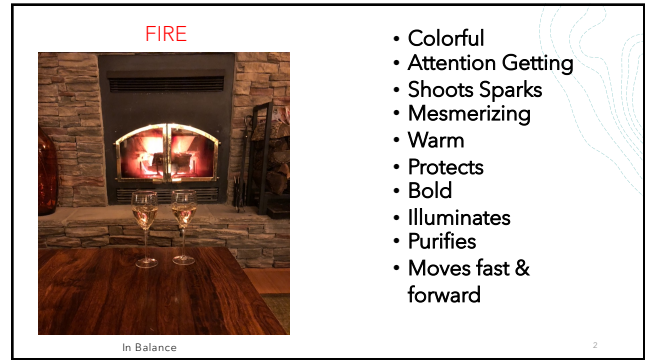 FIRE
• Colorful
• Attention Getting
• Shoots Sparks
• Mesmerizing
• Warm
• Protects
• Bold
• Illuminates
• Purifies
• Moves fast &
forward
In Balance
2